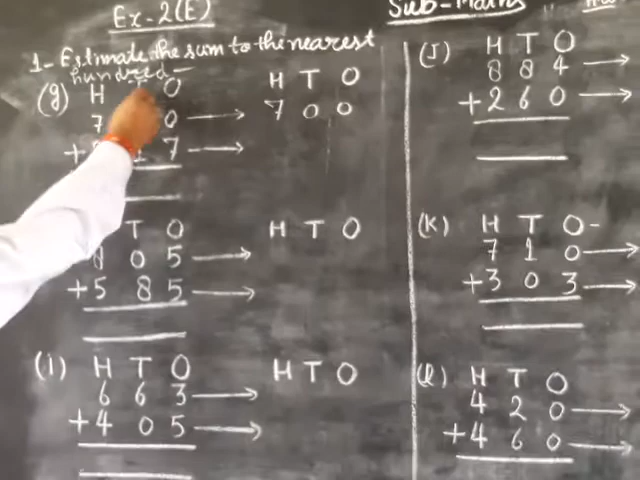 Ex-2(E)
Sub-Maths
1- Estimate the sum to the nearest
hundred-
(g) H T O H T O
7 0 → 7 0 0
+ 7 →
T O H T O
8 0 5 →
+5 8 5 →
(I) H T O H T O
6 6 3 →
+4 0 5 →
(J) H T O
8 8 4 →
+2 6 0 →
(K) H T O-
7 1 0 →
+3 0 3 →
(l) H T O
4 2 0 →
+4 6 0 →